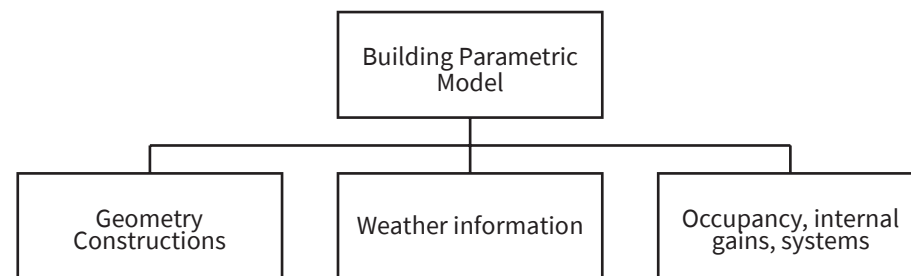 Building Parametric
Model
Geometry
Constructions
Weather information
Occupancy, internal
gains, systems